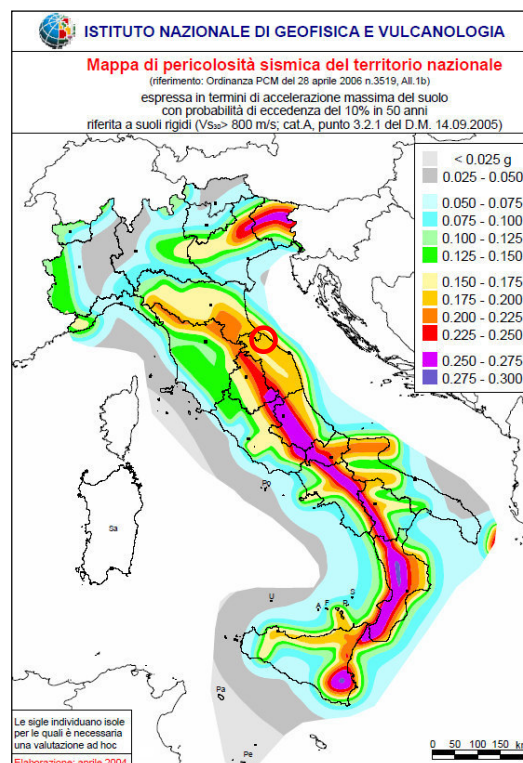 ISTITUTO NAZIONALE DI GEOFISICA E VULCANOLOGIA
Mappa di pericolosità sismica del territorio nazionale
(riferimento: Ordinanza PCM del 28 aprile 2006 n.3519, All.1b)
espressa in termini di accelerazione massima del suolo
con probabilità di eccedenza del 10% in 50 anni
riferita a suoli rigidi (Vs30> 800 m/s; cat.A, punto 3.2.1 del D.M. 14.09.2005)
< 0.025 g
0.025 - 0.050
0.050 - 0.075
0.075 - 0.100
0.100 - 0.125
0.125 - 0.150
0.150 - 0.175
0.175 - 0.200
0.200 - 0.225
0.225 - 0.250
0.250 - 0.275
0.275 - 0.300
Po
Sa
U
A
F
S
Pa
Pe
Le sigle individuano isole
per le quali è necessaria
una valutazione ad hoc
Elaborazione: aprile 2004
0 50 100 150 km